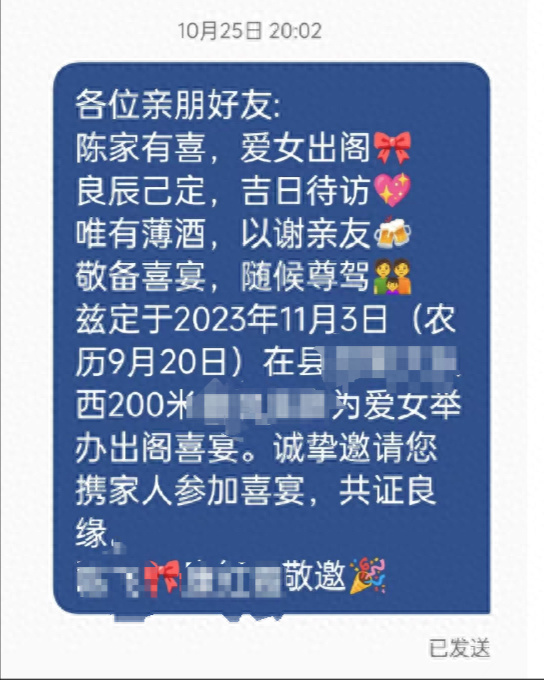 10月25日 20:02
各位亲朋好友:
陈家有喜，爱女出阁🎀
良辰己定，吉日待访💖
唯有薄酒，以谢亲友🍻
敬备喜宴，随候尊驾👨‍👩‍👧
兹定于2023年11月3日（农
历9月20日）在县
西200米为爱女举
办出阁喜宴。诚挚邀请您
携家人参加喜宴，共证良
缘。
🎀敬邀🎉
已发送